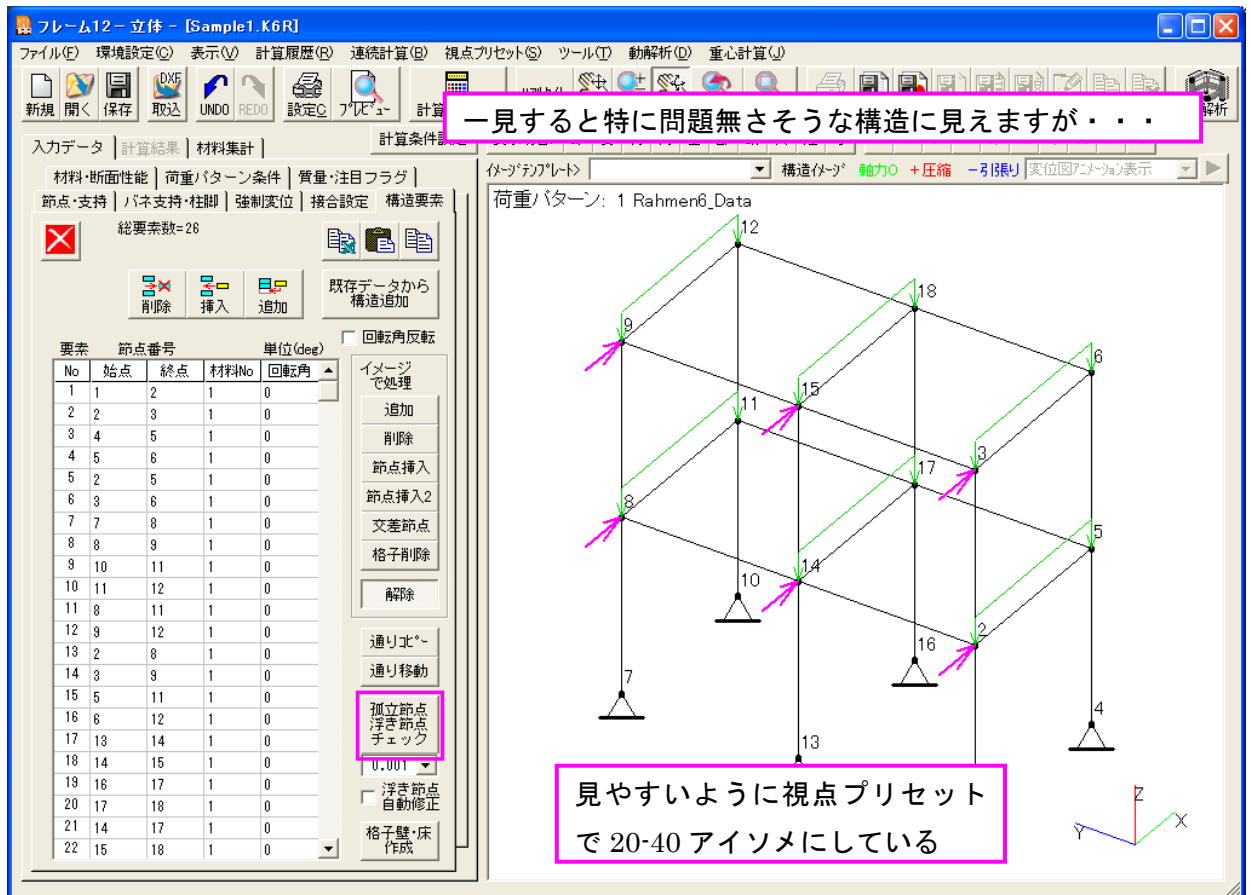 フレーム12－立体 - [Sample1.K6R]
ファイル(F) 環境設定(C) 表示(V) 計算履歴(R) 連続計算(B) 視点プリセット(S) ツール(T) 動解析(D) 重心計算(J)
新規 開く 保存 DXF 取込 UNDO REDO 設定C プレビュー
一見すると特に問題無さそうな構造に見えますが・・・
入力データ 計算結果 材料集計
材料・断面性能 荷重パターン条件 質量・注目フラグ
節点・支持 バネ支持・柱脚 強制変位 接合設定 構造要素
総要素数=26
削除 挿入 追加
既存データから
構造追加
回転角反転
要素 節点番号 単位(deg)
No 始点 終点 材料No 回転角
1 1 2 1 0
2 2 3 1 0
3 4 5 1 0
4 5 6 1 0
5 2 5 1 0
6 3 6 1 0
7 7 8 1 0
8 8 9 1 0
9 10 11 1 0
10 11 12 1 0
11 8 11 1 0
12 9 12 1 0
13 2 8 1 0
14 3 9 1 0
15 5 11 1 0
16 6 12 1 0
17 13 14 1 0
18 14 15 1 0
19 16 17 1 0
20 17 18 1 0
21 14 17 1 0
22 15 18 1 0
イメージ
で処理
追加
削除
節点挿入
節点挿入2
交差節点
格子削除
解除
通りコピー
通り移動
孤立節点
浮き節点
チェック
0.001
浮き節点
自動修正
格子壁・床
作成
イメージテンプレート> 構造イメージ 軸力0 +圧縮 -引張り 変位図アニメーション表示
荷重パターン: 1 Rahmen6_Data
12
18
9
6
15
11
3
17
8
5
14
10
2
16
7
4
13
見やすいように視点プリセット
で 20-40 アイソメにしている
Z
Y
X